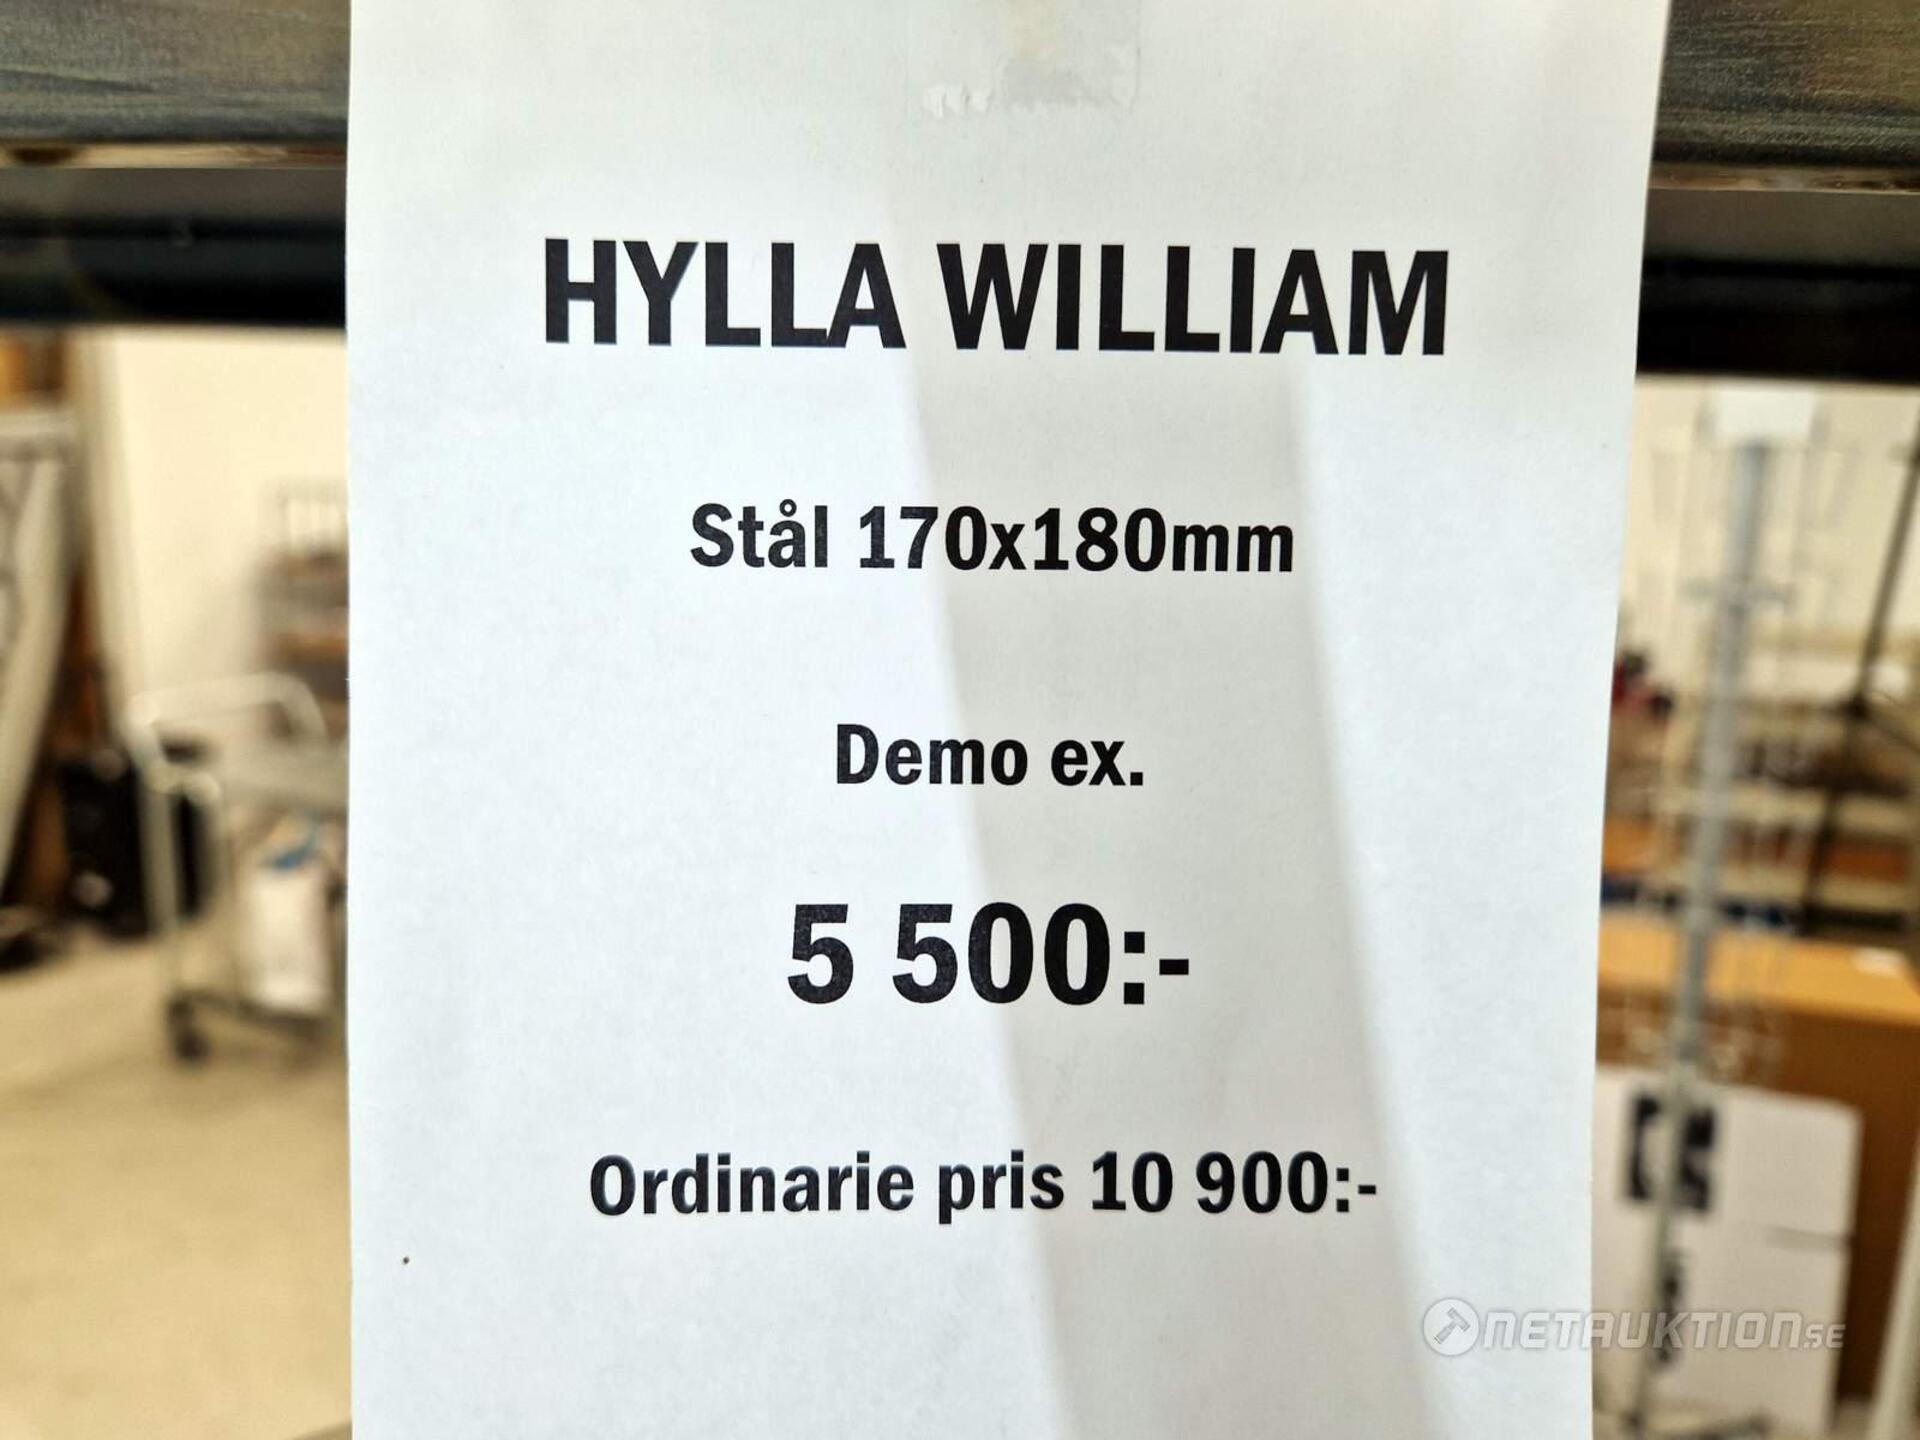 HYLLA WILLIAM
Stål 170x180mm
Demo ex.
5 500:-
Ordinarie pris 10 900:-
NETAUKTION.SE